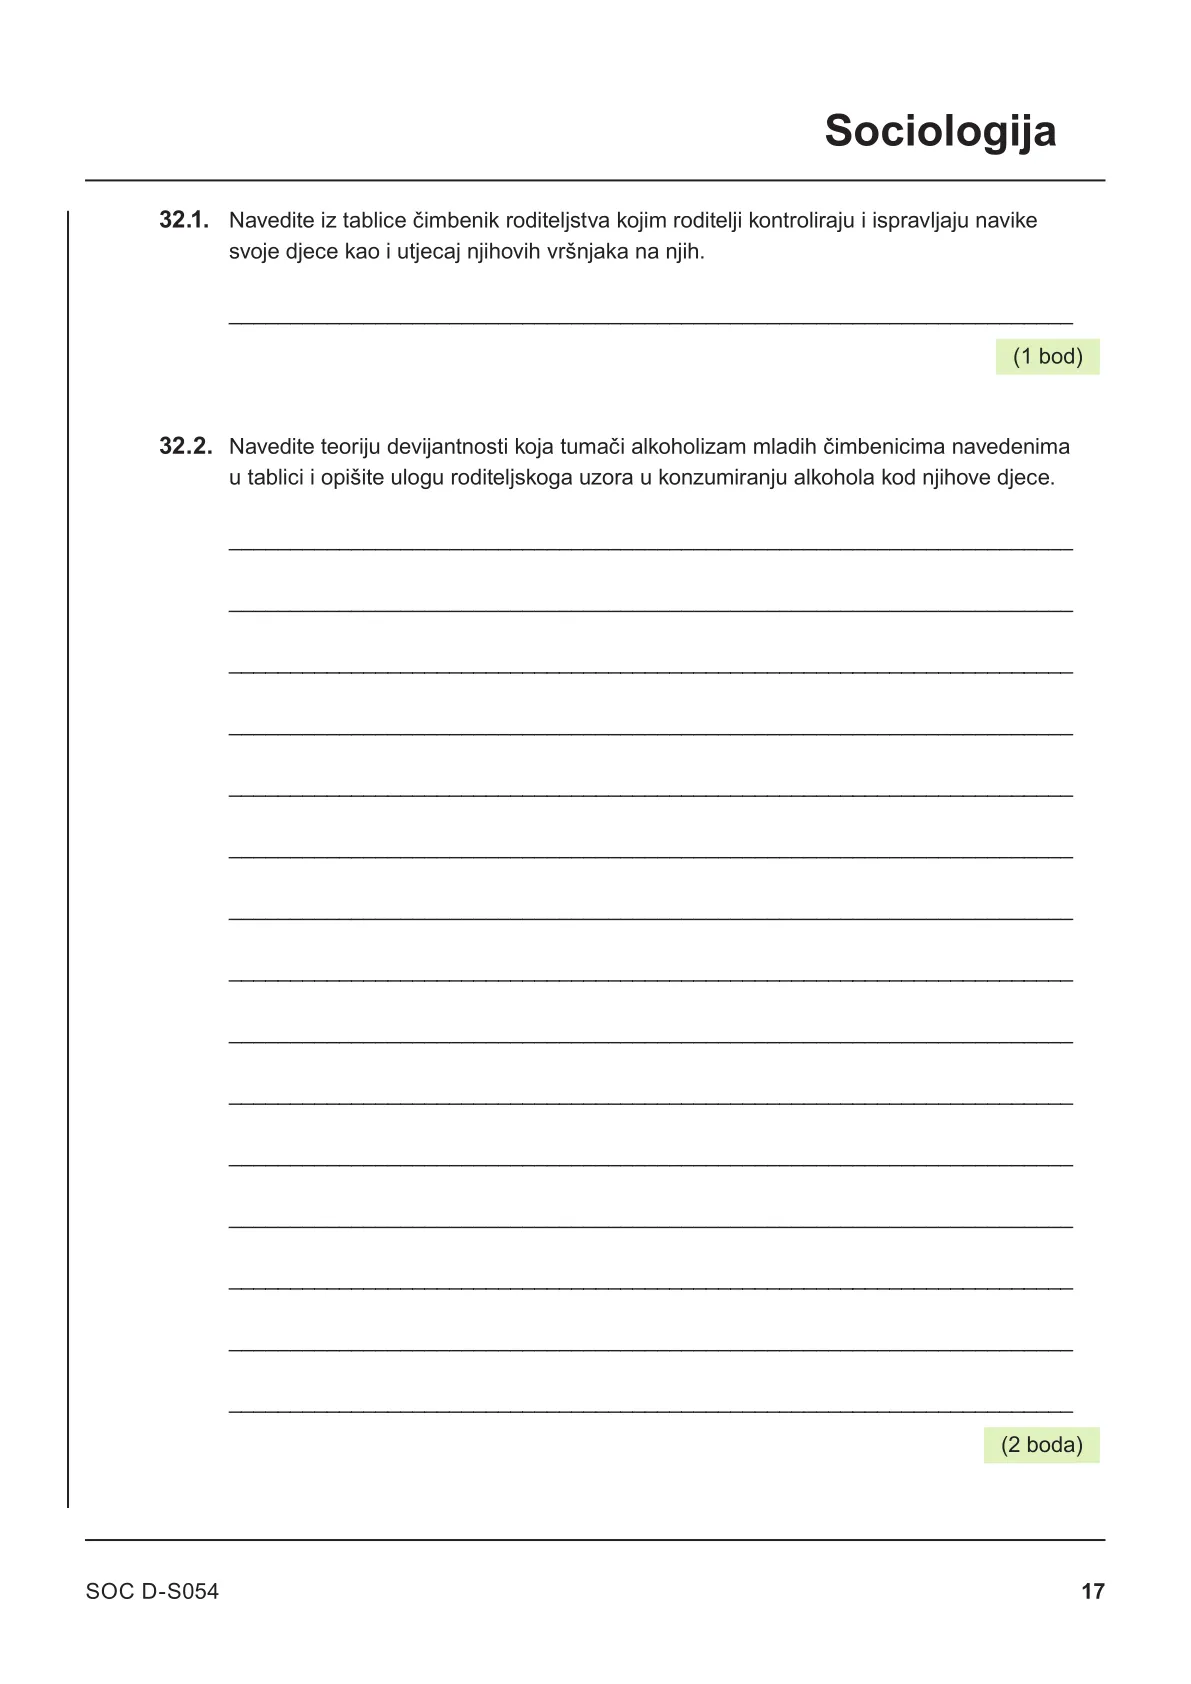 Sociologija
32.1. Navedite iz tablice čimbenik roditeljstva kojim roditelji kontroliraju i ispravljaju navike
svoje djece kao i utjecaj njihovih vršnjaka na njih.
(1 bod)
32.2. Navedite teoriju devijantnosti koja tumači alkoholizam mladih čimbenicima navedenima
u tablici i opišite ulogu roditeljskoga uzora u konzumiranju alkohola kod njihove djece.
(2 boda)
SOC D-S054
17